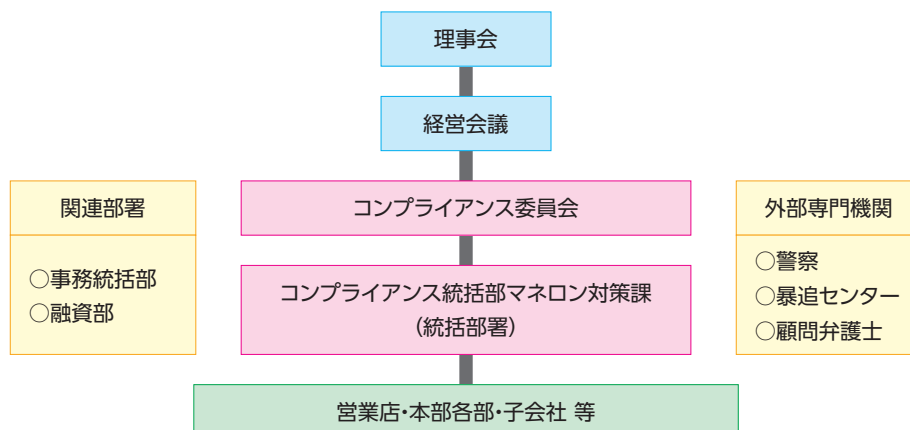 理事会
経営会議
関連部署
○事務統括部
○融資部
コンプライアンス委員会
コンプライアンス統括部マネロン対策課
(統括部署)
外部専門機関
○警察
○暴追センター
○顧問弁護士
営業店・本部各部・子会社 等